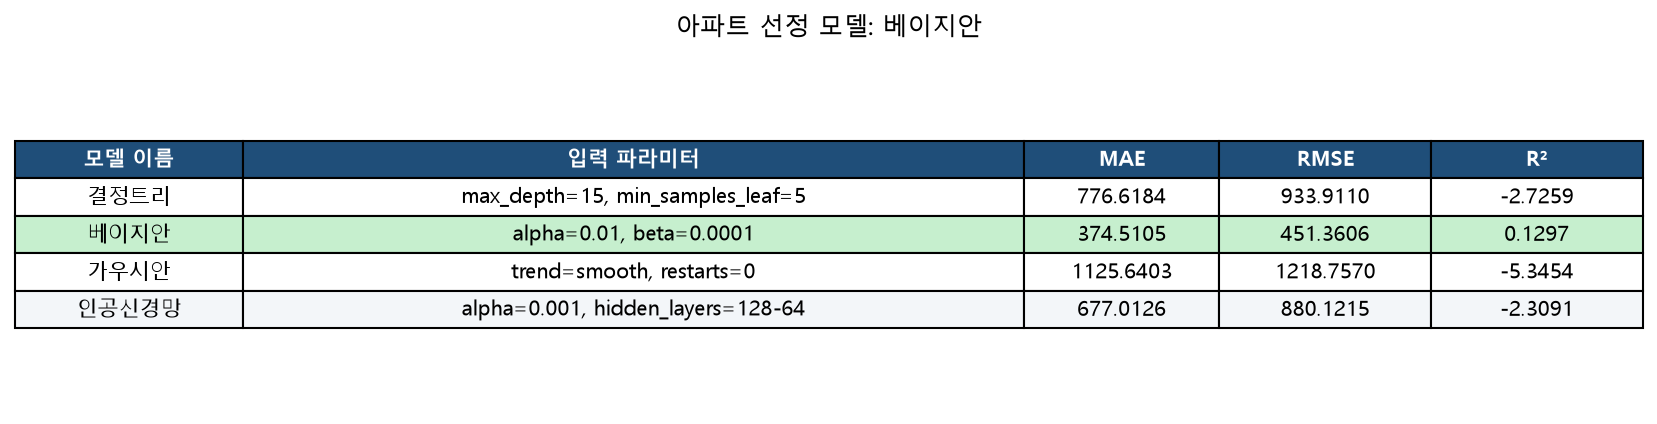 아파트 선정 모델: 베이지안
모델 이름 입력 파라미터 MAE RMSE R²
결정트리 max_depth=15, min_samples_leaf=5 776.6184 933.9110 -2.7259
베이지안 alpha=0.01, beta=0.0001 374.5105 451.3606 0.1297
가우시안 trend=smooth, restarts=0 1125.6403 1218.7570 -5.3454
인공신경망 alpha=0.001, hidden_layers=128-64 677.0126 880.1215 -2.3091